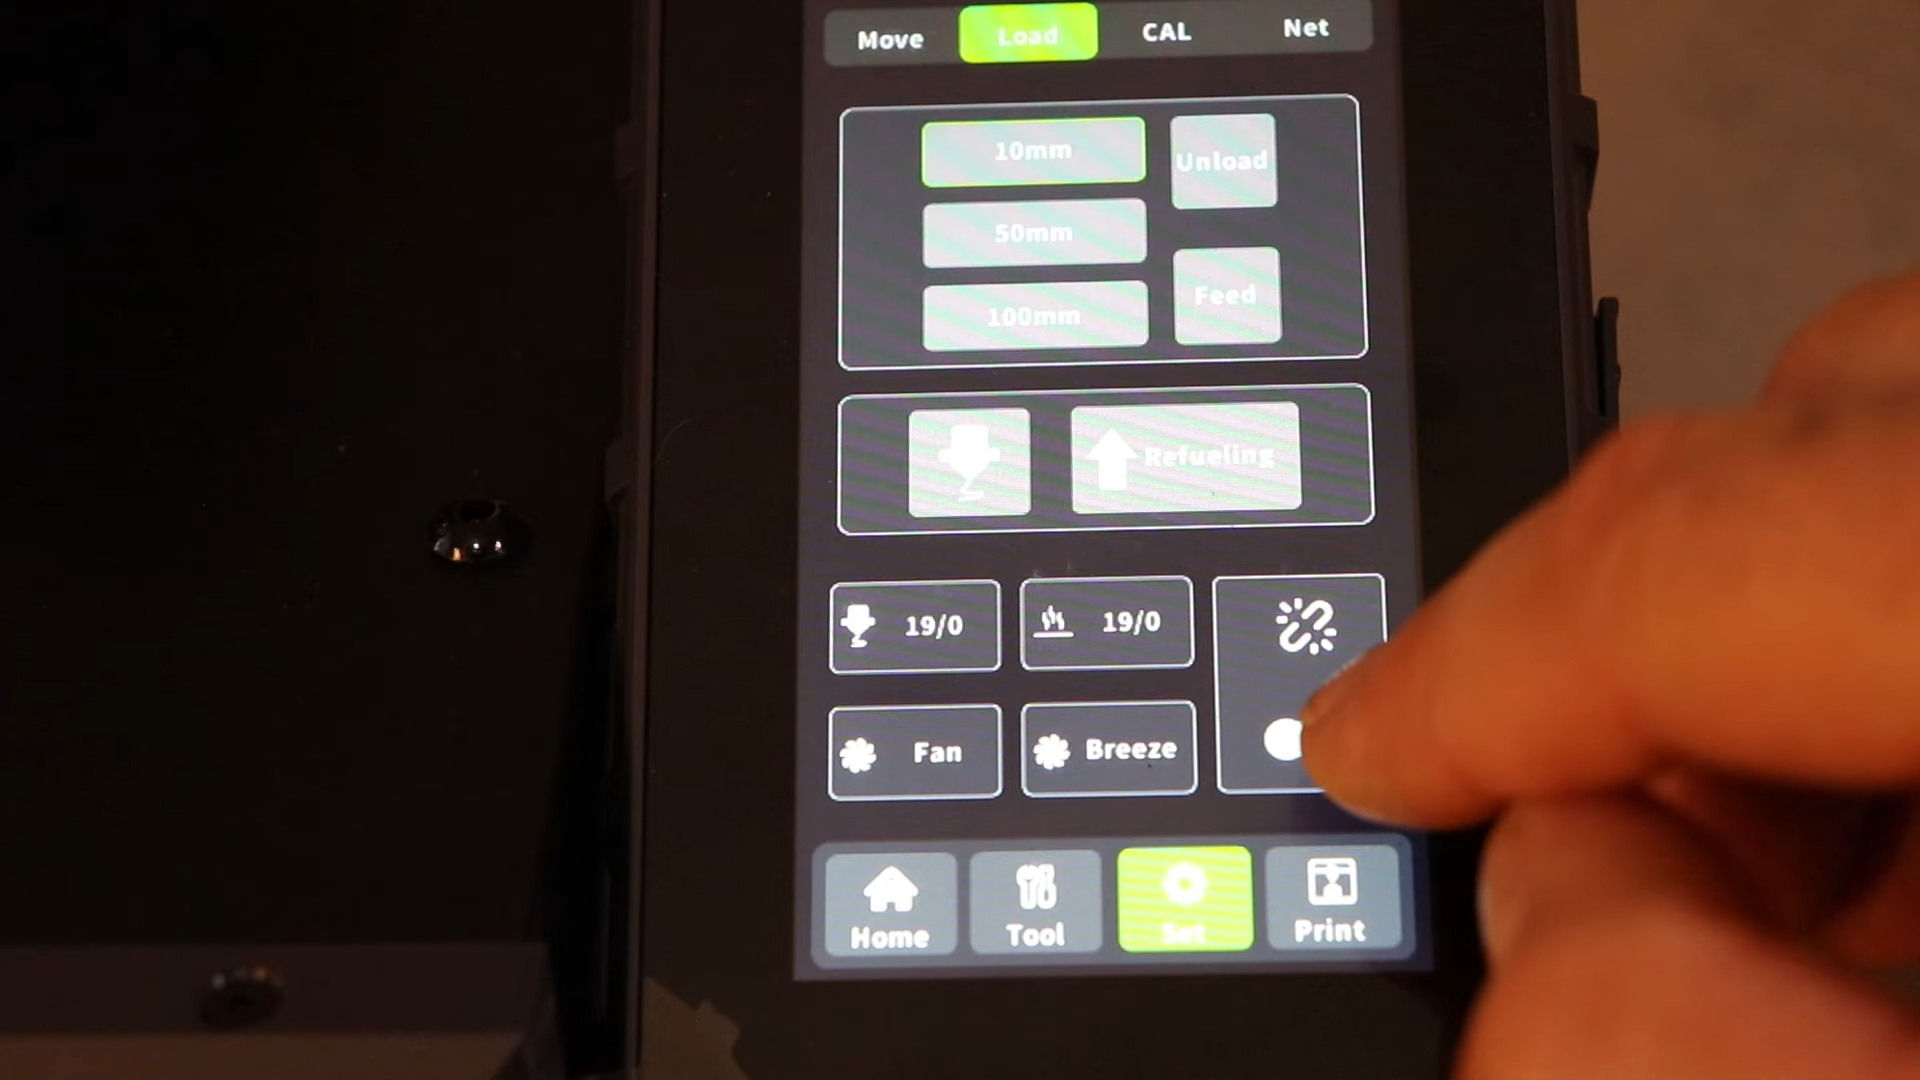 Move Load CAL Net
10mm
Unload
50mm
Feed
100mm
Refueling
19/0 19/0
Fan Breeze
Home Tool Set Print